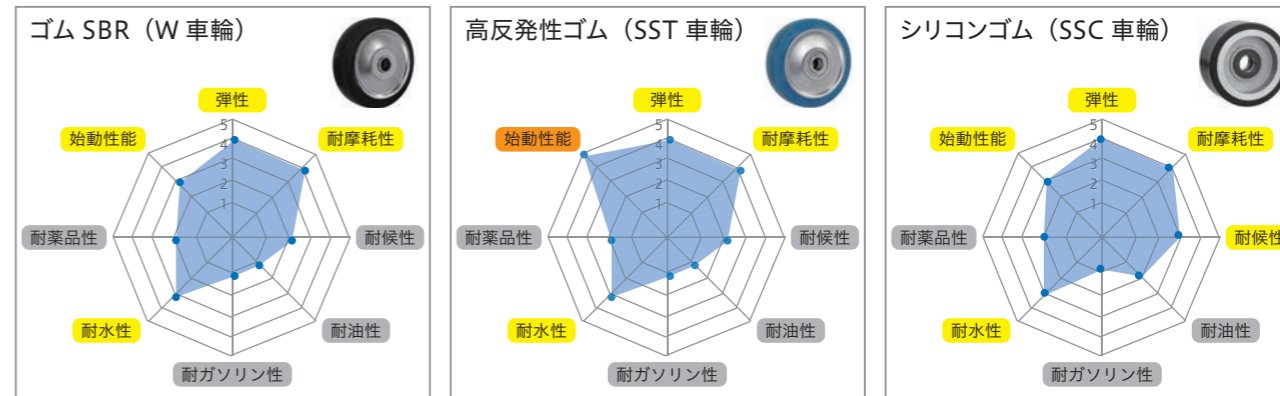 ゴム SBR（W 車輪）
弾性
始動性能
耐摩耗性
5
4
3
2
1
耐薬品性
耐候性
耐水性
耐油性
耐ガソリン性
高反発性ゴム（SST 車輪）
弾性
始動性能
耐摩耗性
5
4
3
2
1
耐薬品性
耐候性
耐水性
耐油性
耐ガソリン性
シリコンゴム（SSC 車輪）
弾性
始動性能
耐摩耗性
5
4
3
2
1
耐薬品性
耐候性
耐水性
耐油性
耐ガソリン性